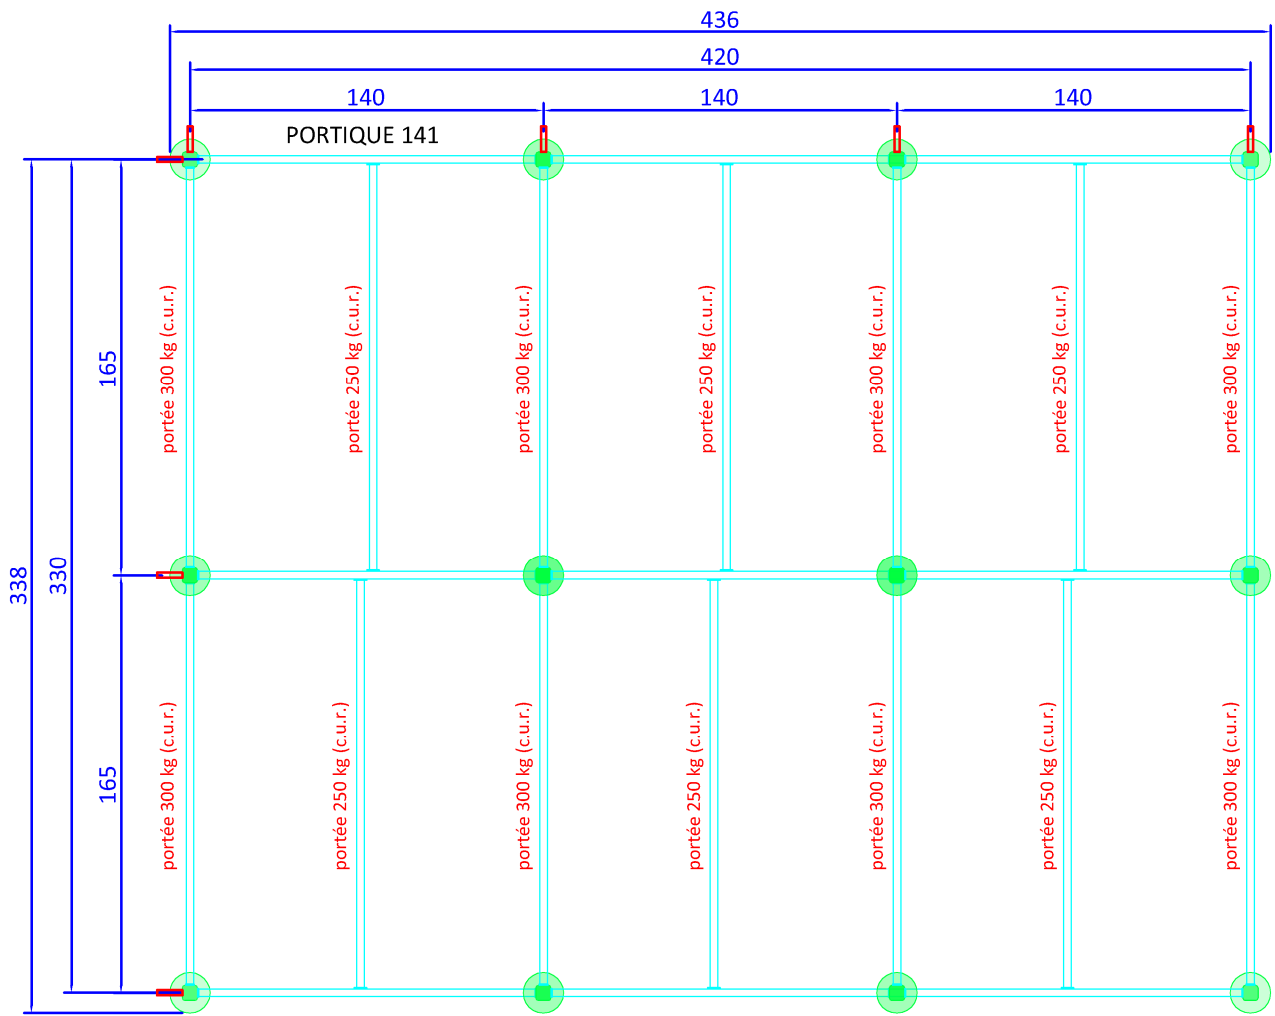 436
420
140
140
140
PORTIQUE 141
portée 300 kg (c.u.r.)
portée 250 kg (c.u.r.)
portée 300 kg (c.u.r.)
portée 250 kg (c.u.r.)
portée 300 kg (c.u.r.)
portée 250 kg (c.u.r.)
portée 300 kg (c.u.r.)
165
338
330
165
portée 300 kg (c.u.r.)
portée 250 kg (c.u.r.)
portée 300 kg (c.u.r.)
portée 250 kg (c.u.r.)
portée 300 kg (c.u.r.)
portée 250 kg (c.u.r.)
portée 300 kg (c.u.r.)